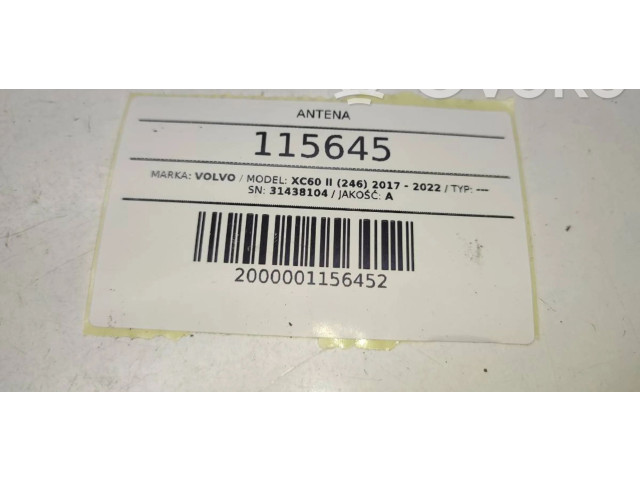 ANTENA
115645
MARKA: VOLVO / MODEL: XC60 II (246) 2017 - 2022 / TYP: ---
SN: 31438104 / JAKOŚĆ: A
2000001156452